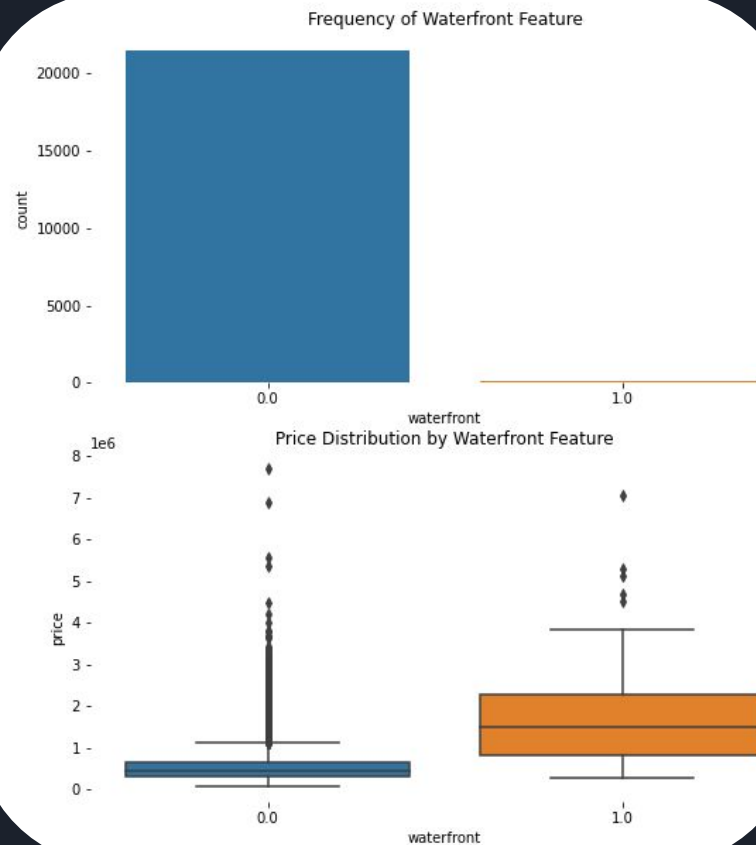 Frequency of Waterfront Feature
20000
15000
10000
5000
0
count
0.0
1.0
waterfront
Price Distribution by Waterfront Feature
1e6
8
7
6
5
4
3
2
1
0
price
0.0
1.0
waterfront